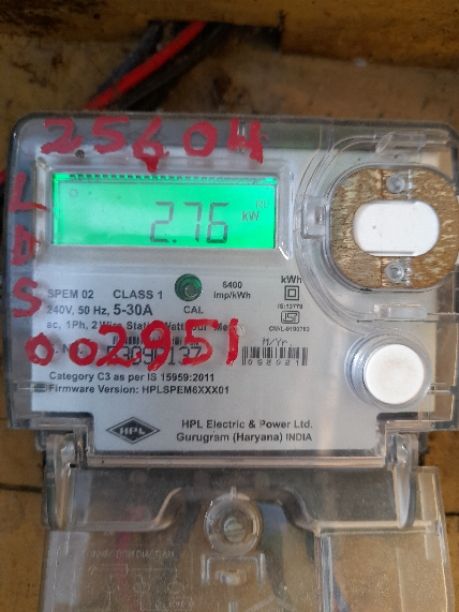 25604
2.76 kW
L
D
S
SPEM 02 CLASS 1
240V, 50 Hz, 5-30A
CAL
6400
imp/kWh
kWh
002951
M/Yr.
Category C3 as per IS 15959:2011
Firmware Version: HPLSPEM6XXX01
HPL
HPL Electric & Power Ltd.
Gurugram (Haryana) INDIA